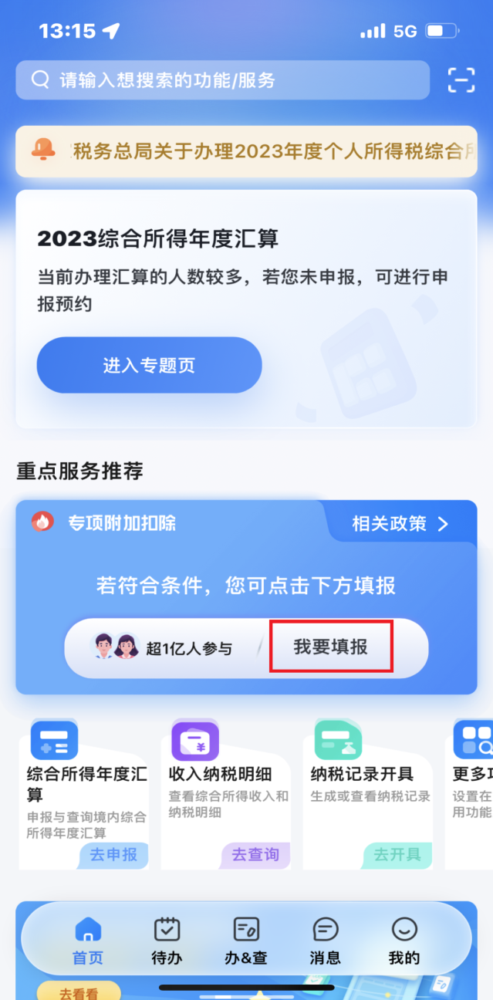 13:15
5G
请输入想搜索的功能/服务
税务总局关于办理2023年度个人所得税综合所
2023综合所得年度汇算
当前办理汇算的人数较多，若您未申报，可进行申
报预约
进入专题页
重点服务推荐
专项附加扣除
相关政策
若符合条件，您可点击下方填报
超1亿人参与
我要填报
综合所得年度汇
算
申报与查询境内综合
所得年度汇算
去申报
收入纳税明细
查看综合所得收入和
纳税明细
去查询
纳税记录开具
生成或查看纳税记录
去开具
更多
设置在
用功能
首页
待办
办&查
消息
我的
去看看